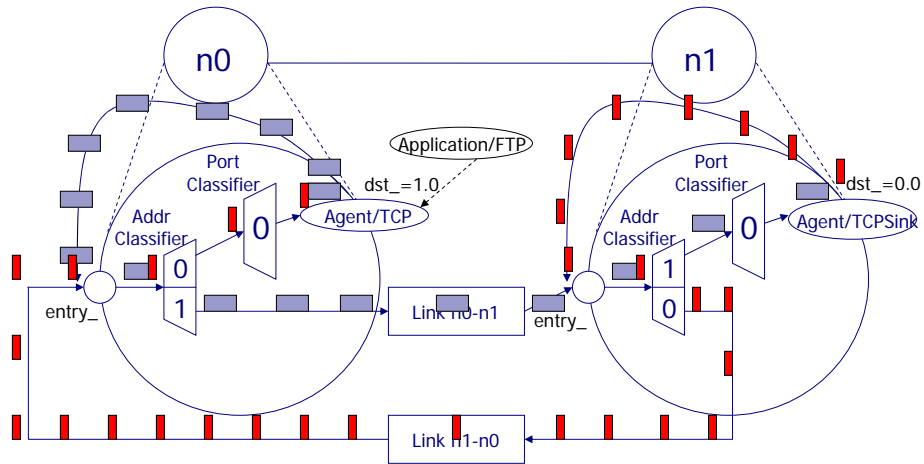 n0
n1
Application/FTP
Port
Classifier
dst_=1.0
Port
Classifier
dst_=0.0
Addr
Classifier
0
Agent/TCP
Addr
Classifier
0
Agent/TCPSink
0
1
1
0
entry_
Link n0-n1
entry_
Link n1-n0